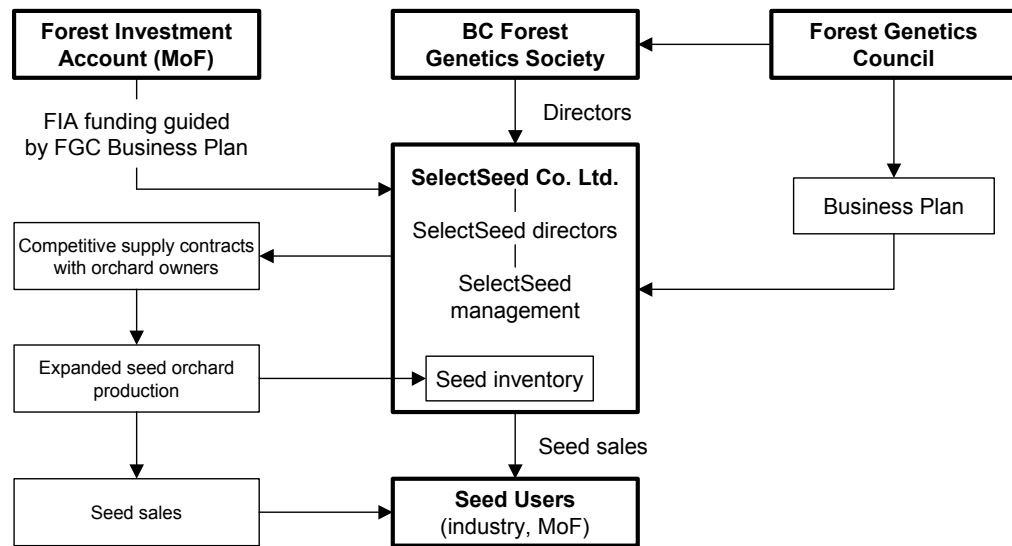 Forest Investment
Account (MoF)
BC Forest
Genetics Society
Forest Genetics
Council
FIA funding guided
by FGC Business Plan
Directors
SelectSeed Co. Ltd.
SelectSeed directors
SelectSeed
management
Business Plan
Competitive supply contracts
with orchard owners
Expanded seed orchard
production
Seed inventory
Seed sales
Seed sales
Seed Users
(industry, MoF)